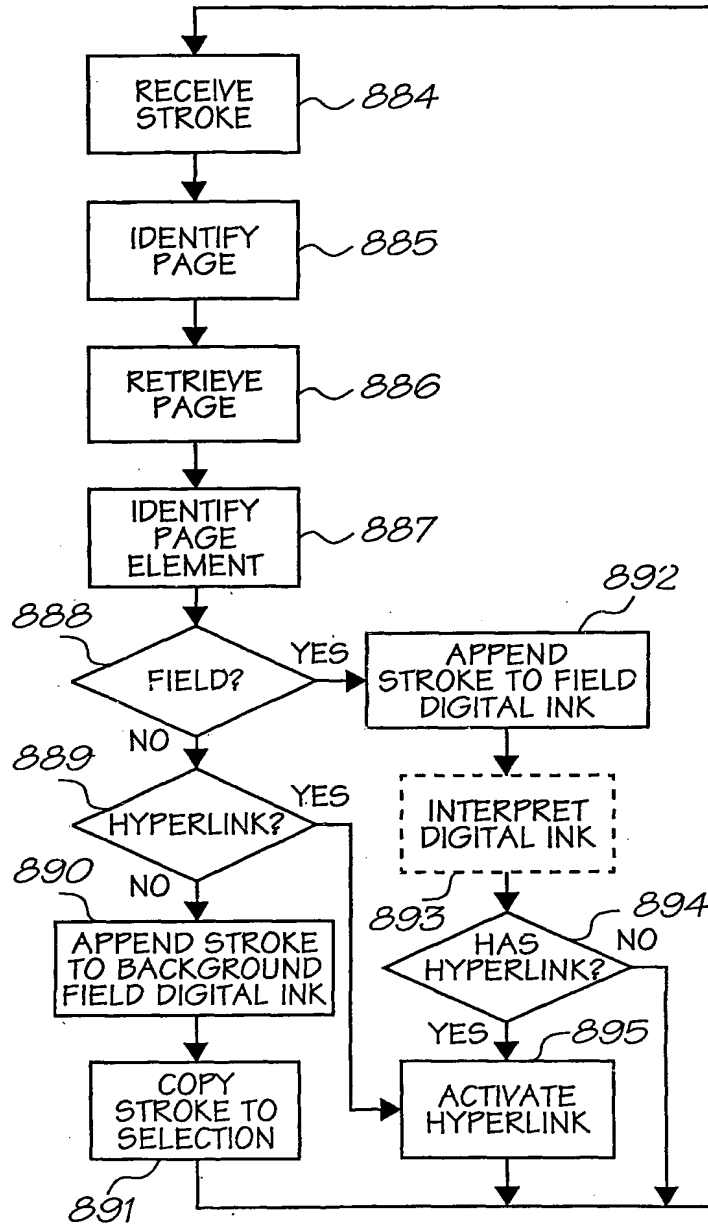 RECEIVE
STROKE
884
IDENTIFY
PAGE
885
RETRIEVE
PAGE
886
IDENTIFY
PAGE
ELEMENT
887
888
FIELD?
YES
NO
892
APPEND
STROKE TO FIELD
DIGITAL INK
889
HYPERLINK?
YES
NO
INTERPRET
DIGITAL INK
893
890
APPEND STROKE
TO BACKGROUND
FIELD DIGITAL INK
894
HAS
HYPERLINK?
NO
YES
895
COPY
STROKE TO
SELECTION
891
ACTIVATE
HYPERLINK